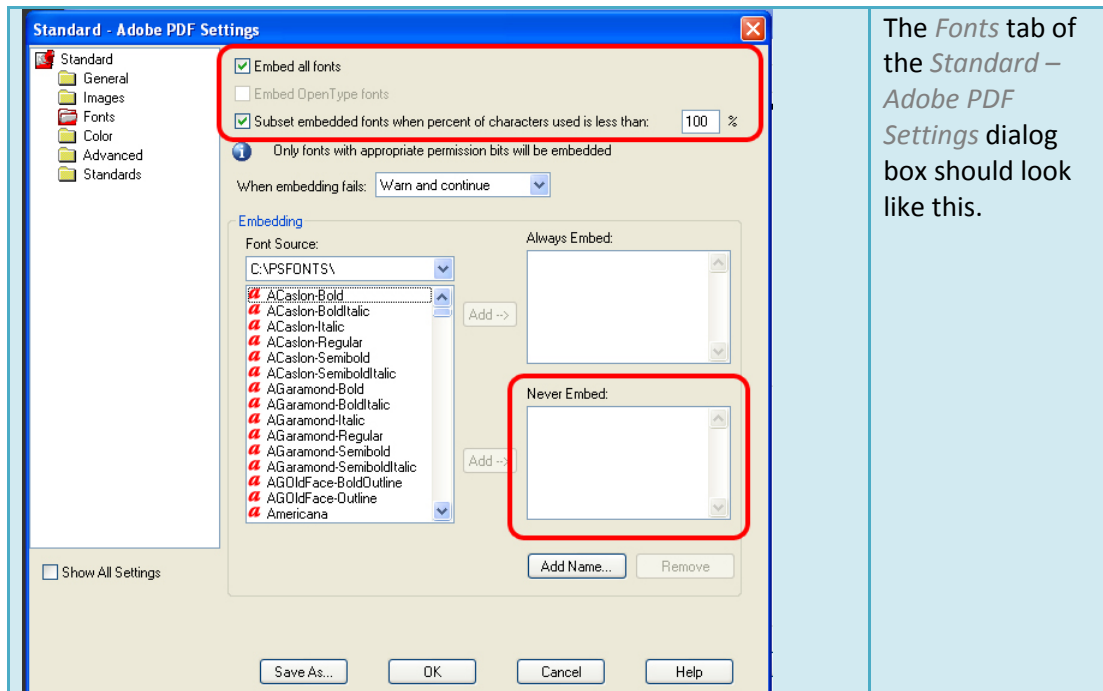 Standard - Adobe PDF Settings
Standard
General
Images
Fonts
Color
Advanced
Standards
Show All Settings
Embed all fonts
Embed OpenType fonts
Subset embedded fonts when percent of characters used is less than: 100 %
Only fonts with appropriate permission bits will be embedded
When embedding fails: Warn and continue
Embedding
Font Source:
C:\PSFONTS\
ACaslon-Bold
ACaslon-BoldItalic
ACaslon-Italic
ACaslon-Regular
ACaslon-Semibold
ACaslon-SemiboldItalic
AGaramond-Bold
AGaramond-BoldItalic
AGaramond-Italic
AGaramond-Regular
AGaramond-Semibold
AGaramond-SemiboldItalic
AGOldFace-BoldOutline
AGOldFace-Outline
Americana
Add -->
Add -->
Always Embed:
Never Embed:
Add Name... Remove
Save As... OK Cancel Help
The Fonts tab of
the Standard –
Adobe PDF
Settings dialog
box should look
like this.